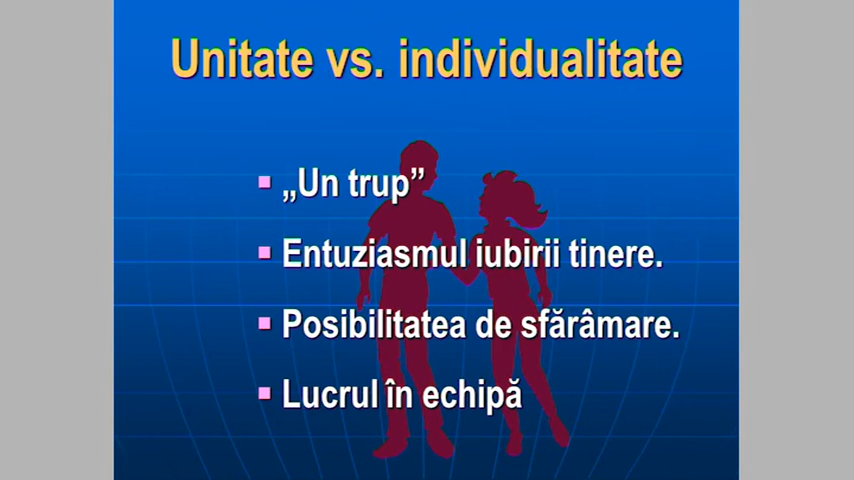 Unitate vs. individualitate
„Un trup”
Entuziasmul iubirii tinere.
Posibilitatea de sfărâmare.
Lucrul în echipă